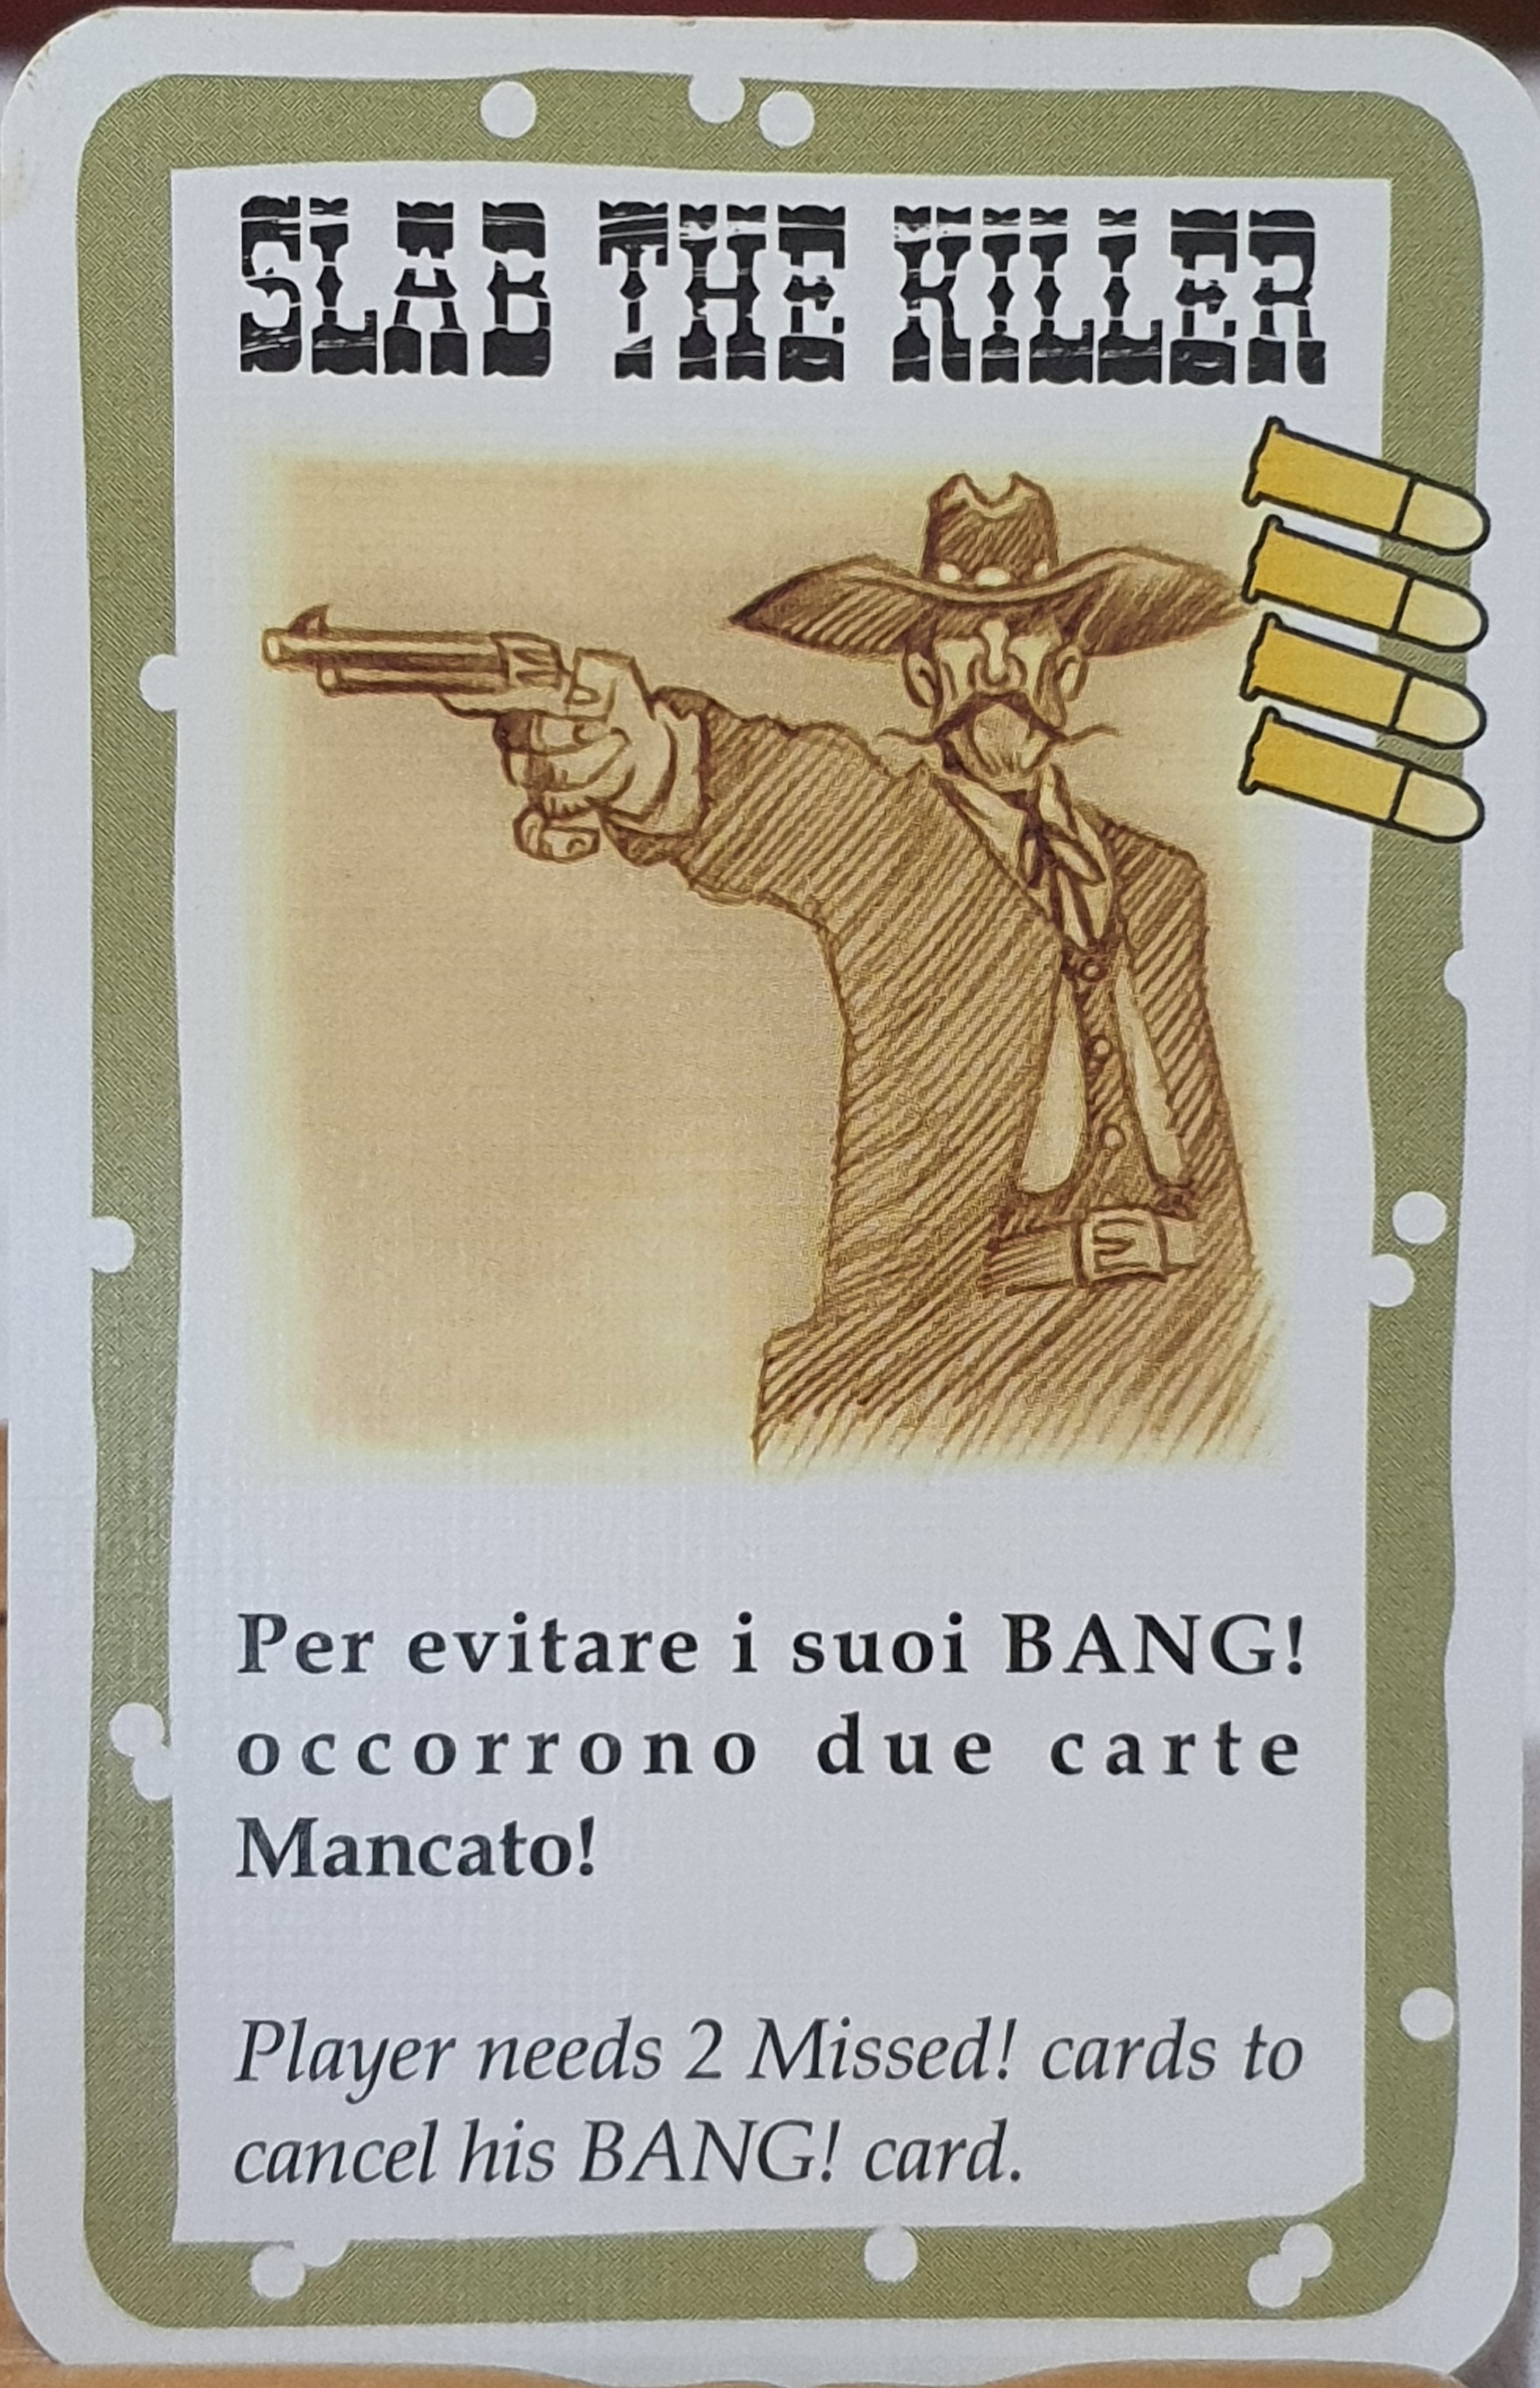 SLAB THE KILLER
Per evitare i suoi BANG!
occorrono due carte
Mancato!
Player needs 2 Missed! cards to
cancel his BANG! card.